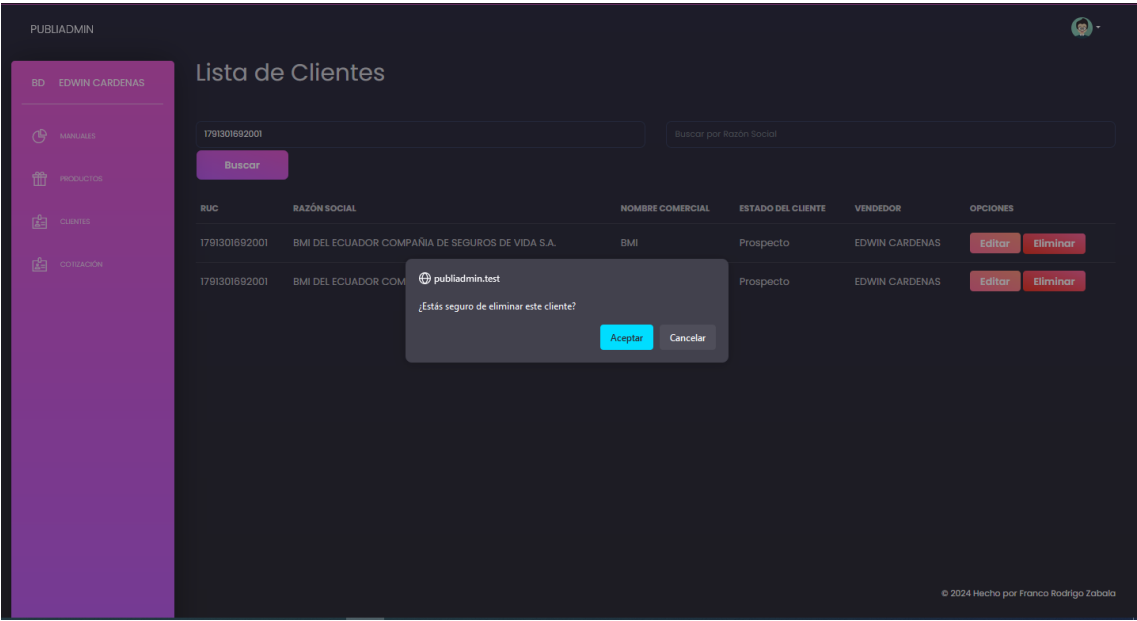 PUBLIADMIN
BD EDWIN CARDENAS
MANUALES
PRODUCTOS
CLIENTES
COTIZACIÓN
Lista de Clientes
1791301692001 Buscar por Razón Social
Buscar
RUC RAZÓN SOCIAL NOMBRE COMERCIAL ESTADO DEL CLIENTE VENDEDOR OPCIONES
1791301692001 BMI DEL ECUADOR COMPAÑIA DE SEGUROS DE VIDA S.A. BMI Prospecto EDWIN CARDENAS Editar Eliminar
1791301692001 BMI DEL ECUADOR COM Prospecto EDWIN CARDENAS Editar Eliminar
publiadmin.test
¿Estás seguro de eliminar este cliente?
Aceptar Cancelar
© 2024 Hecho por Franco Rodrigo Zabala